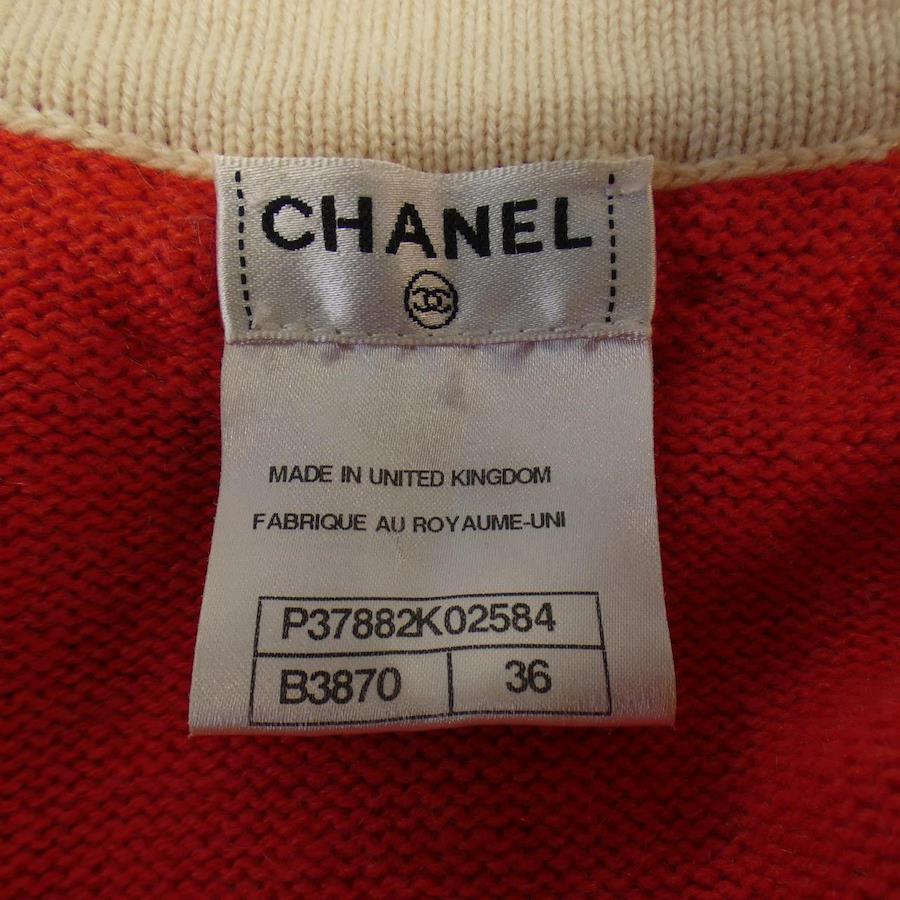 CHANEL
MADE IN UNITED KINGDOM
FABRIQUE AU ROYAUME-UNI
P37882K02584
B3870 36